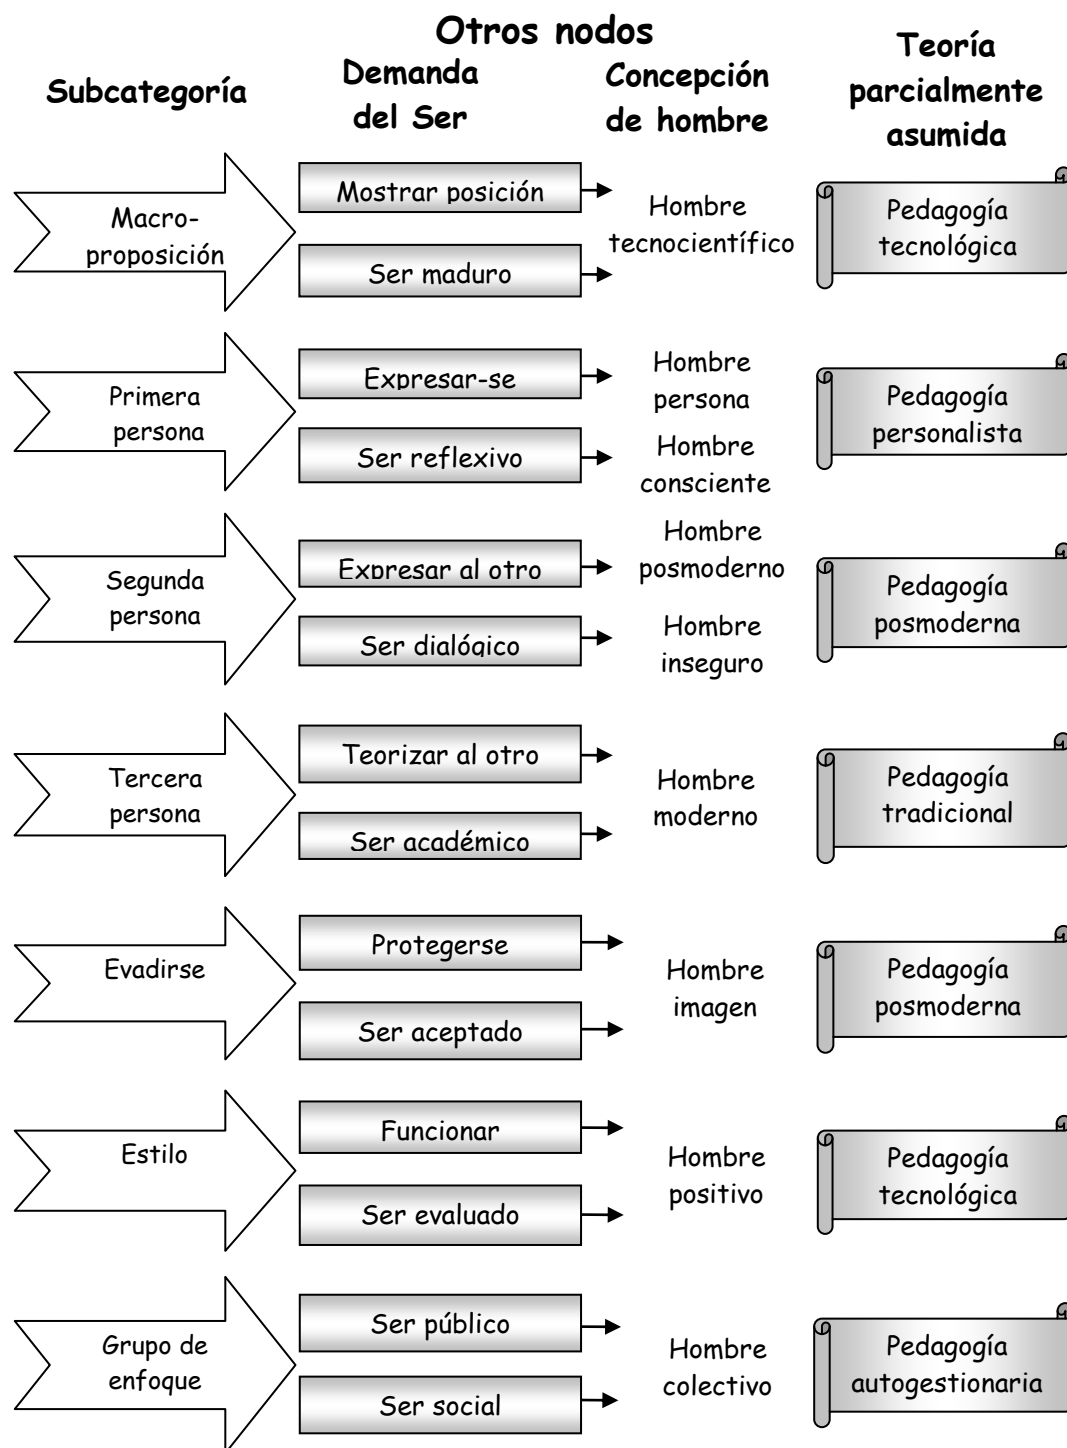 Otros nodos
Subcategoría
Demanda
del Ser
Concepción
de hombre
Teoría
parcialmente
asumida
Macro-
proposición
Mostrar posición
Ser maduro
Hombre
tecnocientífico
Pedagogía
tecnológica
Primera
persona
Expresar-se
Ser reflexivo
Hombre
persona
Hombre
consciente
Pedagogía
personalista
Segunda
persona
Expresar al otro
Ser dialógico
Hombre
posmoderno
Hombre
inseguro
Pedagogía
posmoderna
Tercera
persona
Teorizar al otro
Ser académico
Hombre
moderno
Pedagogía
tradicional
Evadirse
Protegerse
Ser aceptado
Hombre
imagen
Pedagogía
posmoderna
Estilo
Funcionar
Ser evaluado
Hombre
positivo
Pedagogía
tecnológica
Grupo de
enfoque
Ser público
Ser social
Hombre
colectivo
Pedagogía
autogestionaria